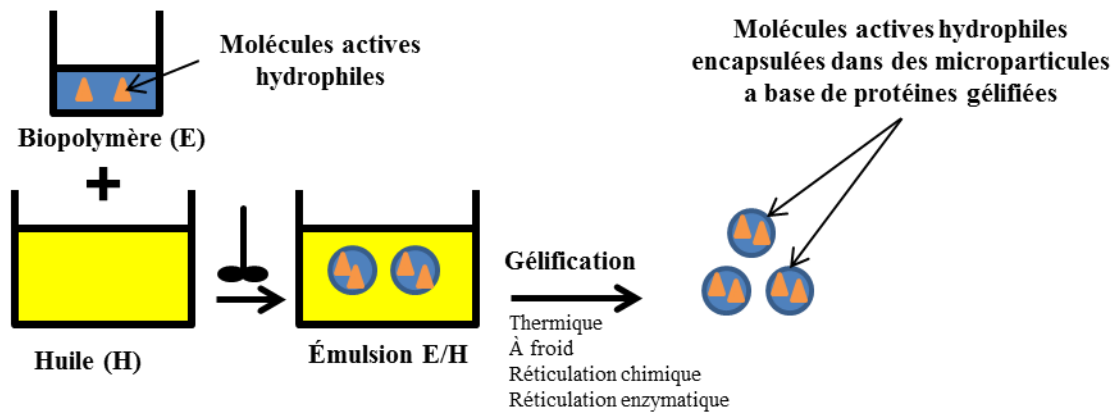 Molécules actives
hydrophiles
Biopolymère (E)
Huile (H)
Émulsion E/H
Gélification
Thermique
À froid
Réticulation chimique
Réticulation enzymatique
Molécules actives hydrophiles
encapsulées dans des microparticules
a base de protéines gélifiées